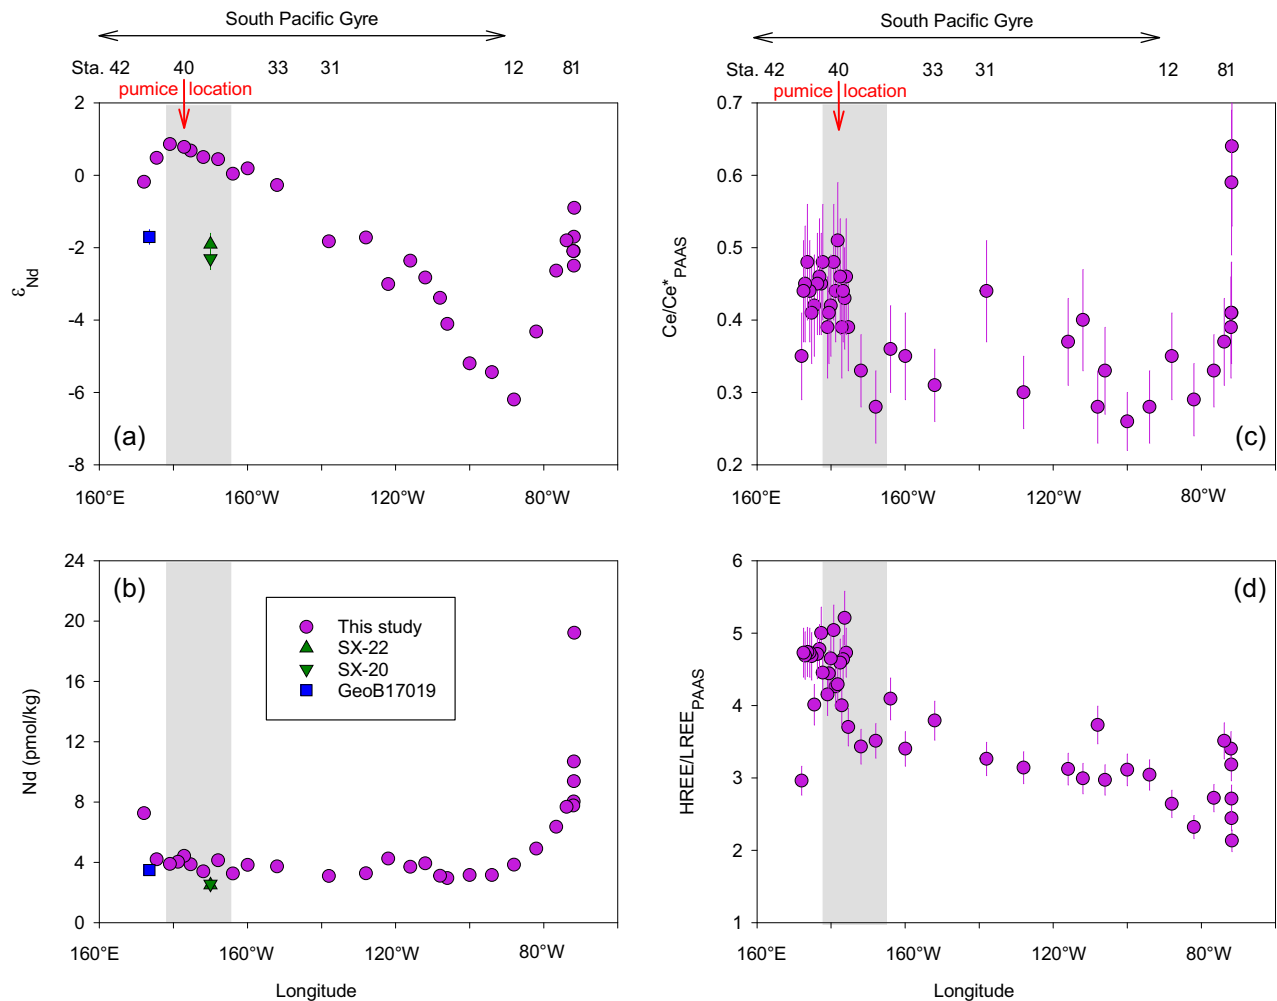 South Pacific Gyre
Sta. 42 40 33 31 12 81
pumice location
2
0
-2
-4
-6
-8
εNd
(a)
160°E 160°W 120°W 80°W
South Pacific Gyre
Sta. 42 40 33 31 12 81
pumice location
0.7
0.6
0.5
0.4
0.3
0.2
Ce/Ce*PAAS
(c)
160°E 160°W 120°W 80°W
24
20
16
12
8
4
0
Nd (pmol/kg)
(b)
This study
SX-22
SX-20
GeoB17019
160°E 160°W 120°W 80°W
Longitude
6
5
4
3
2
1
HREE/LREEPAAS
(d)
160°E 160°W 120°W 80°W
Longitude